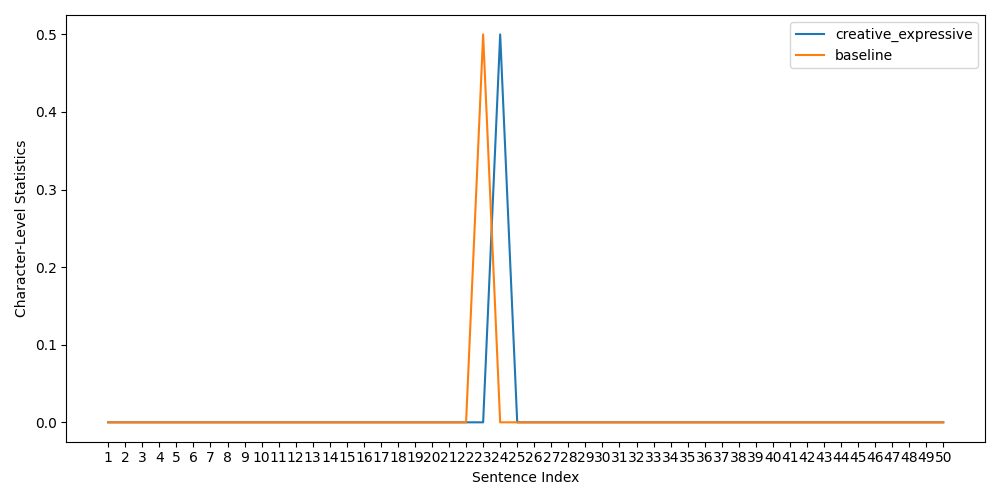 creative_expressive
baseline
0.5
0.4
0.3
0.2
0.1
0.0
Character-Level Statistics
1 2 3 4 5 6 7 8 9 10 11 12 13 14 15 16 17 18 19 20 21 22 23 24 25 26 27 28 29 30 31 32 33 34 35 36 37 38 39 40 41 42 43 44 45 46 47 48 49 50
Sentence Index